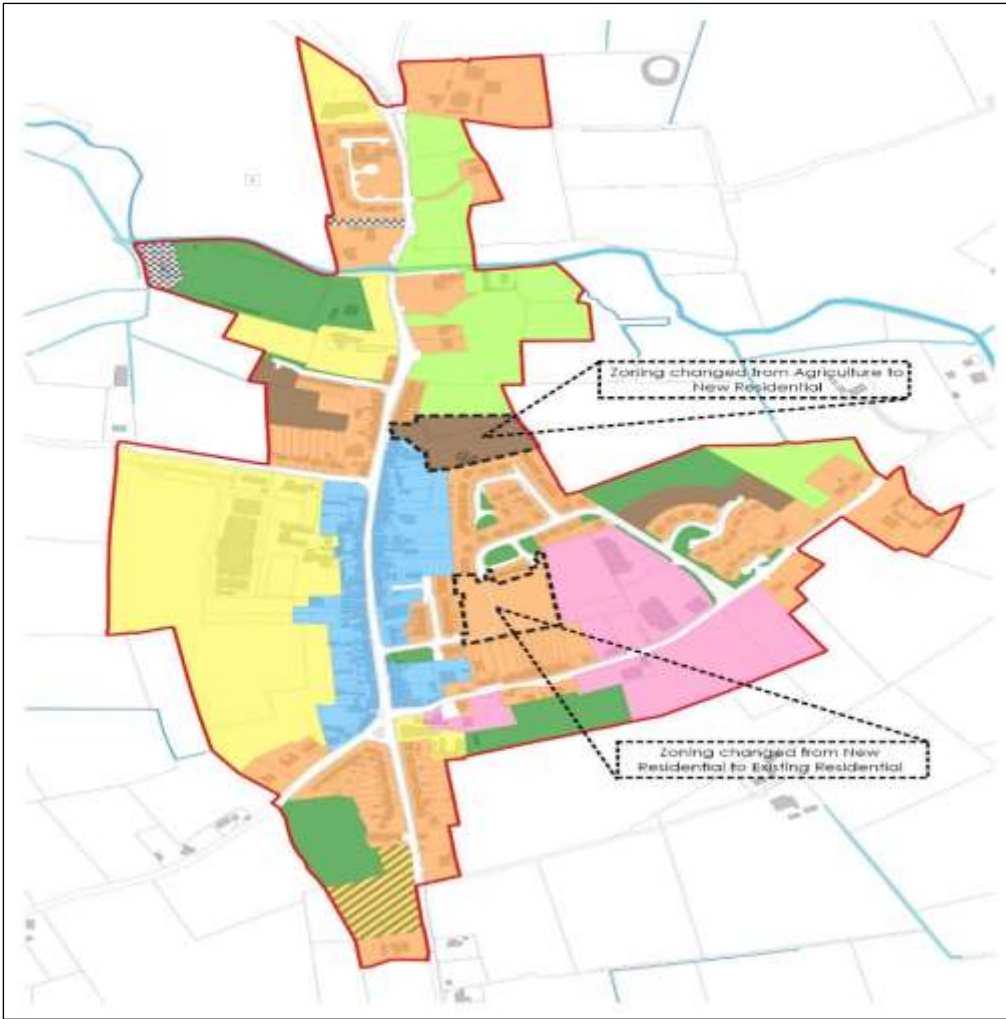 Zoning changed from Agriculture to
New Residential
Zoning changed from New
Residential to Existing Residential